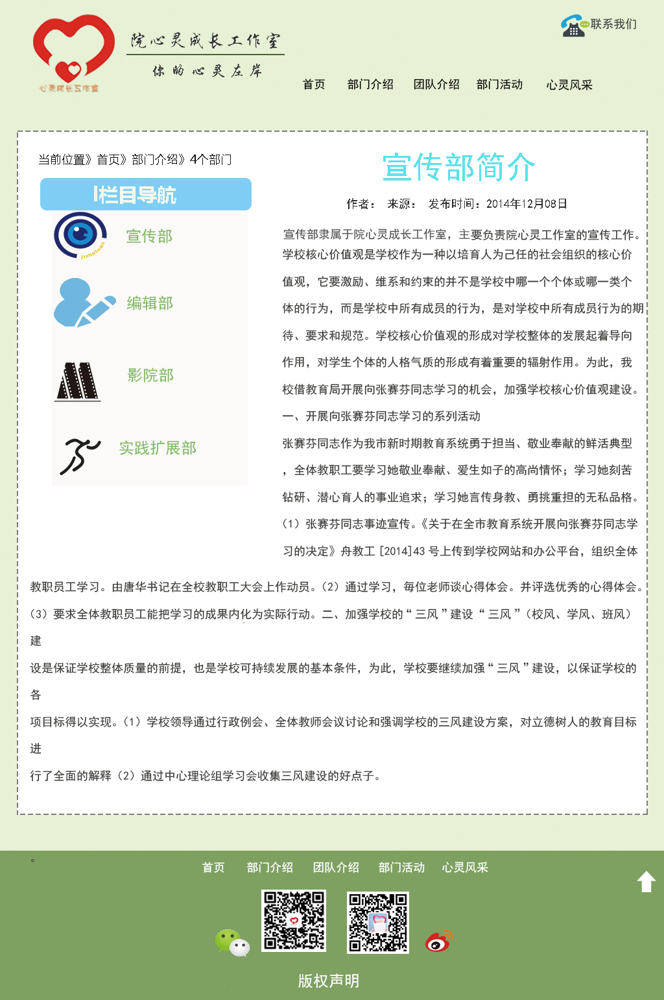 联系我们
院心灵成长工作室
你的心灵左岸
心灵成长工作室
首页 部门介绍 团队介绍 部门活动 心灵风采
当前位置》首页》部门介绍》4个部门
栏目导航
jizhetuan
宣传部
编辑部
影院部
实践扩展部
宣传部简介
作者： 来源： 发布时间：2014年12月08日
宣传部隶属于院心灵成长工作室，主要负责院心灵工作室的宣传工作。
学校核心价值观是学校作为一种以培育人为己任的社会组织的核心价
值观，它要激励、维系和约束的并不是学校中哪一个个体或哪一类个
体的行为，而是学校中所有成员的行为，是对学校中所有成员行为的期
待、要求和规范。学校核心价值观的形成对学校整体的发展起着导向
作用，对学生个体的人格气质的形成有着重要的辐射作用。为此，我
校借教育局开展向张赛芬同志学习的机会，加强学校核心价值观建设。
一、开展向张赛芬同志学习的系列活动
张赛芬同志作为我市新时期教育系统勇于担当、敬业奉献的鲜活典型
，全体教职工要学习她敬业奉献、爱生如子的高尚情怀；学习她刻苦
钻研、潜心育人的事业追求；学习她言传身教、勇挑重担的无私品格。
（1）张赛芬同志事迹宣传。《关于在全市教育系统开展向张赛芬同志学
习的决定》舟教工 [2014]43 号上传到学校网站和办公平台，组织全体
教职员工学习。由唐华书记在全校教职工大会上作动员。（2）通过学习，每位老师谈心得体会。并评选优秀的心得体会。
（3）要求全体教职员工能把学习的成果内化为实际行动。二、加强学校的“三风”建设 “三风”（校风、学风、班风）
建
设是保证学校整体质量的前提，也是学校可持续发展的基本条件，为此，学校要继续加强“三风”建设，以保证学校的
各
项目标得以实现。（1）学校领导通过行政例会、全体教师会议讨论和强调学校的三风建设方案，对立德树人的教育目标
进
行了全面的解释（2）通过中心理论组学习会收集三风建设的好点子。
。
首页 部门介绍 团队介绍 部门活动 心灵风采
版权声明